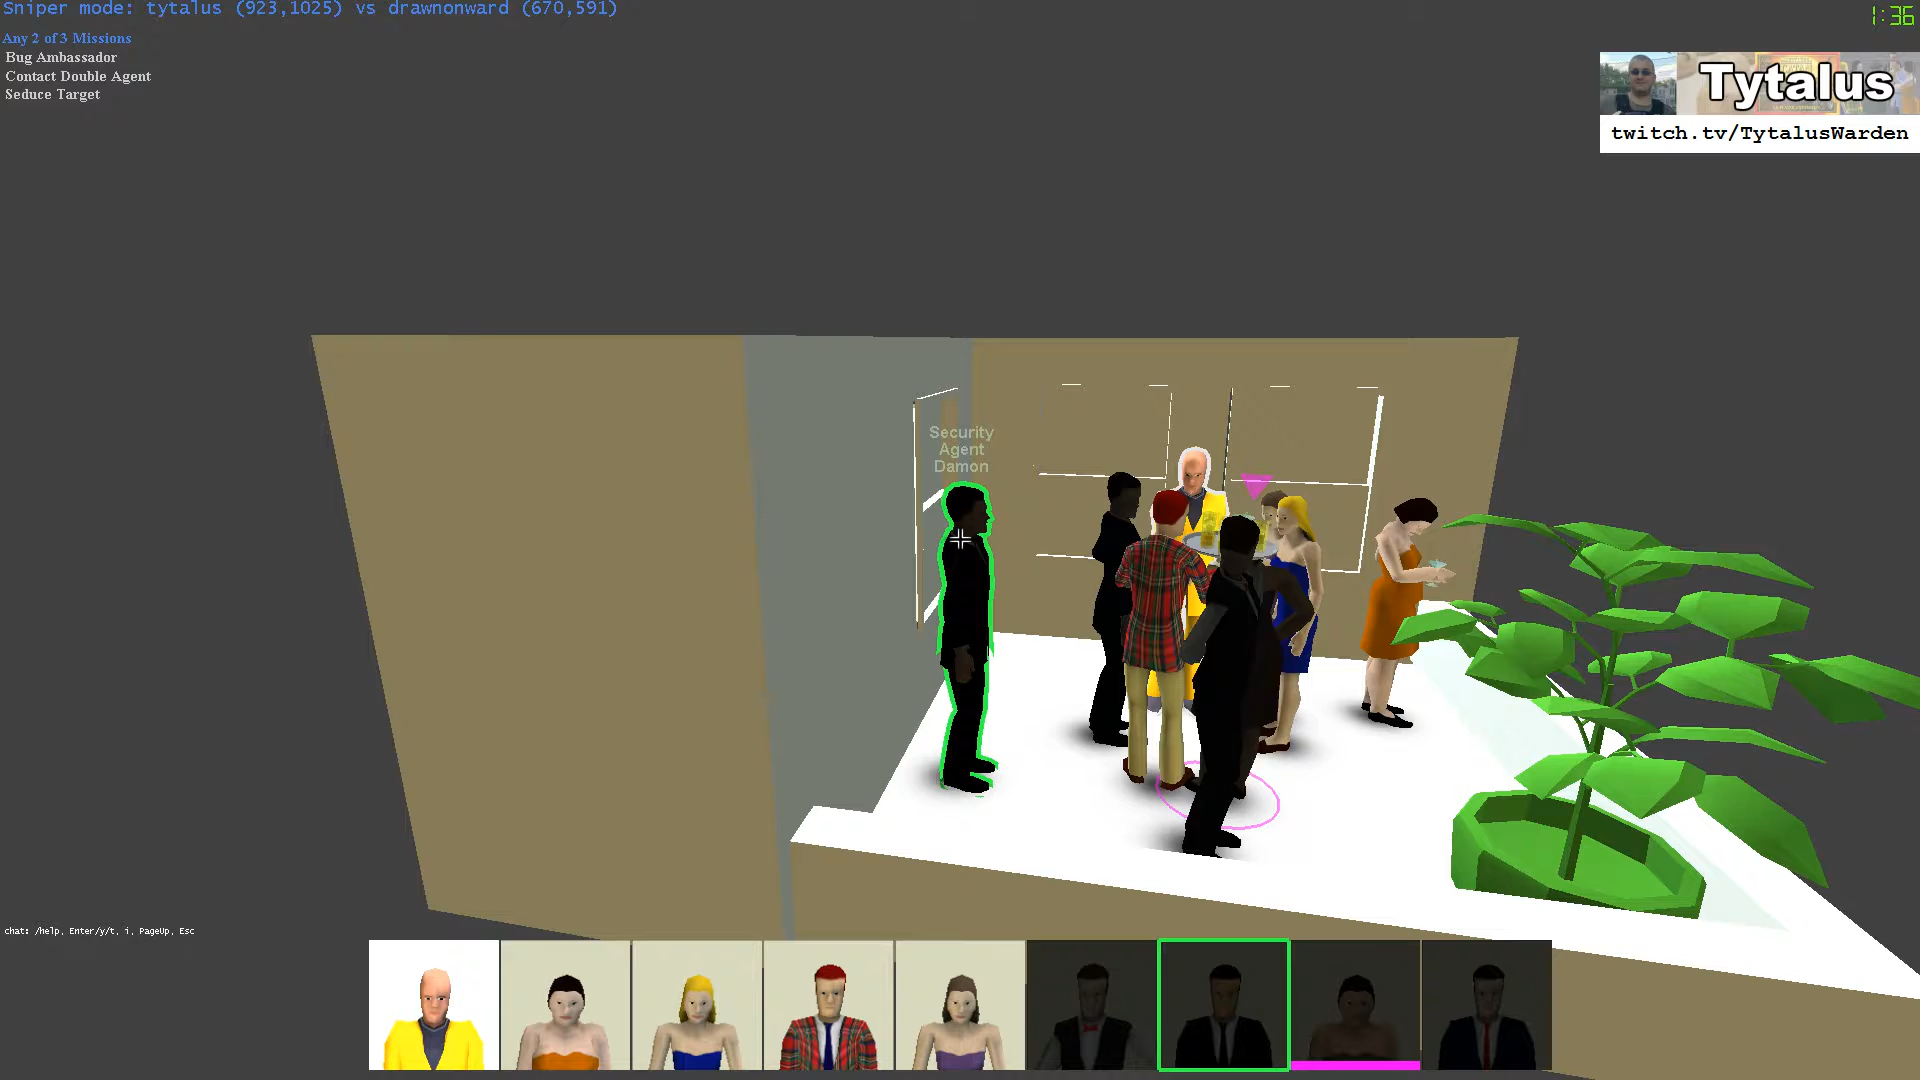 Sniper mode: tytalus (923,1025) vs drawnonward (670,591)
1:36
Any 2 of 3 Missions
Bug Ambassador
Contact Double Agent
Seduce Target
Tytalus
twitch.tv/TytalusWarden
Security
Agent
Damon
chat: /help, Enter/y/t, i, PageUp, Esc